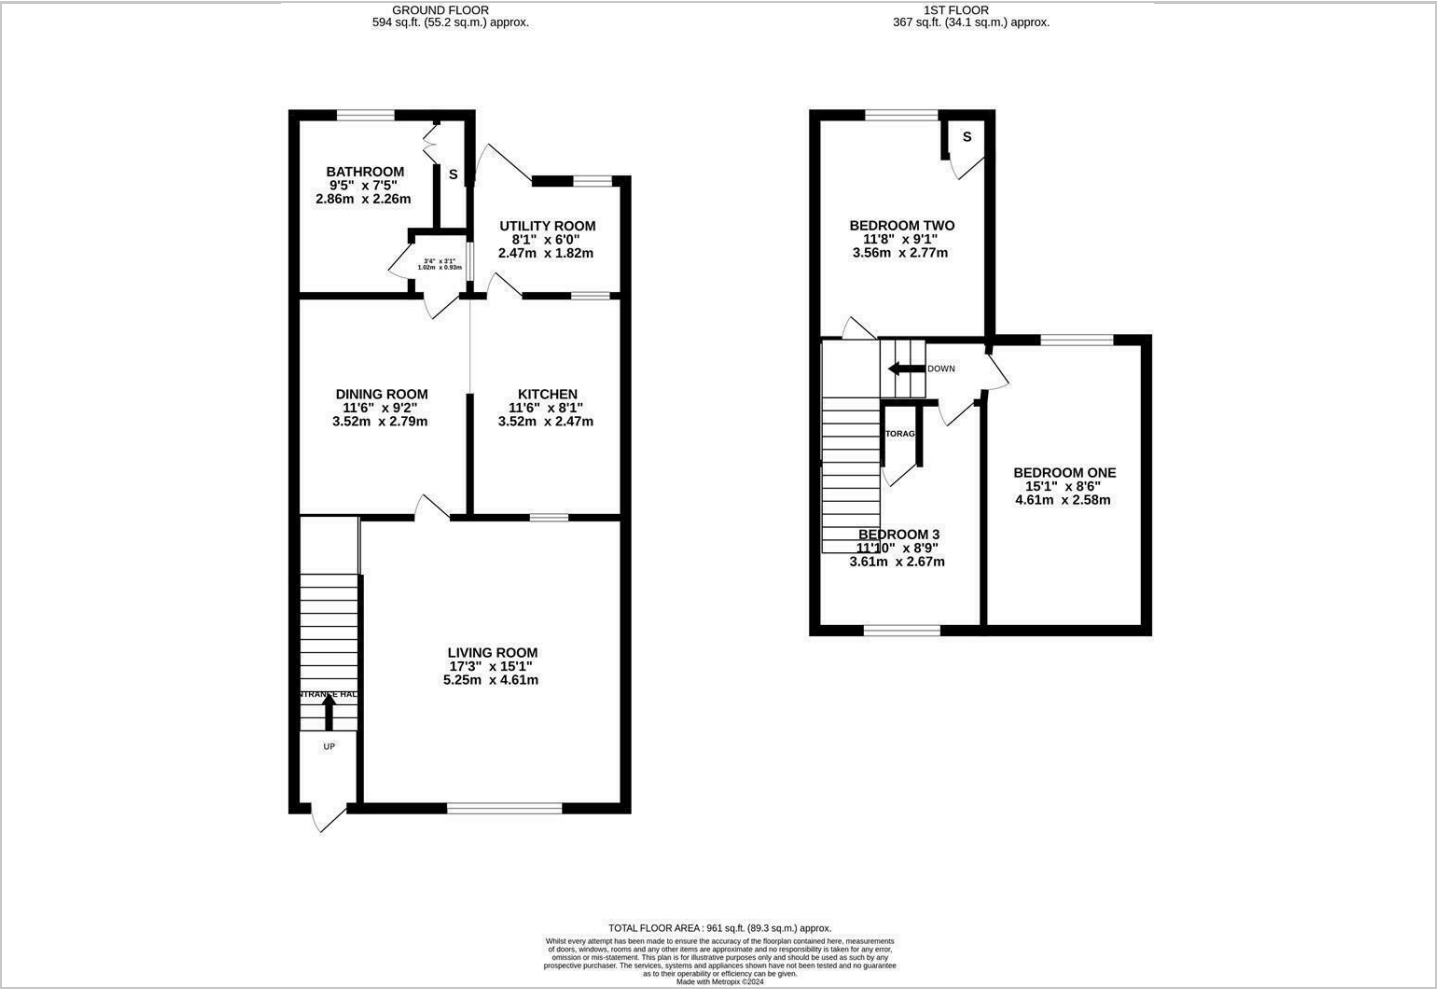 GROUND FLOOR
594 sq.ft. (55.2 sq.m.) approx.
1ST FLOOR
367 sq.ft. (34.1 sq.m.) approx.
BATHROOM
9'5" x 7'5"
2.86m x 2.26m
S
UTILITY ROOM
8'1" x 6'0"
2.47m x 1.82m
3'4" x 3'1"
1.02m x 0.93m
DINING ROOM
11'6" x 9'2"
3.52m x 2.79m
KITCHEN
11'6" x 8'1"
3.52m x 2.47m
LIVING ROOM
17'3" x 15'1"
5.25m x 4.61m
NTRANCE HAL
UP
S
BEDROOM TWO
11'8" x 9'1"
3.56m x 2.77m
DOWN
TORAG
BEDROOM ONE
15'1" x 8'6"
4.61m x 2.58m
BEDROOM 3
11'10" x 8'9"
3.61m x 2.67m
TOTAL FLOOR AREA : 961 sq.ft. (89.3 sq.m.) approx.
Whilst every attempt has been made to ensure the accuracy of the floorplan contained here, measurements
of doors, windows, rooms and any other items are approximate and no responsibility is taken for any error,
omission or mis-statement. This plan is for illustrative purposes only and should be used as such by any
prospective purchaser. The services, systems and appliances shown have not been tested and no guarantee
as to their operability or efficiency can be given.
Made with Metropix ©2024